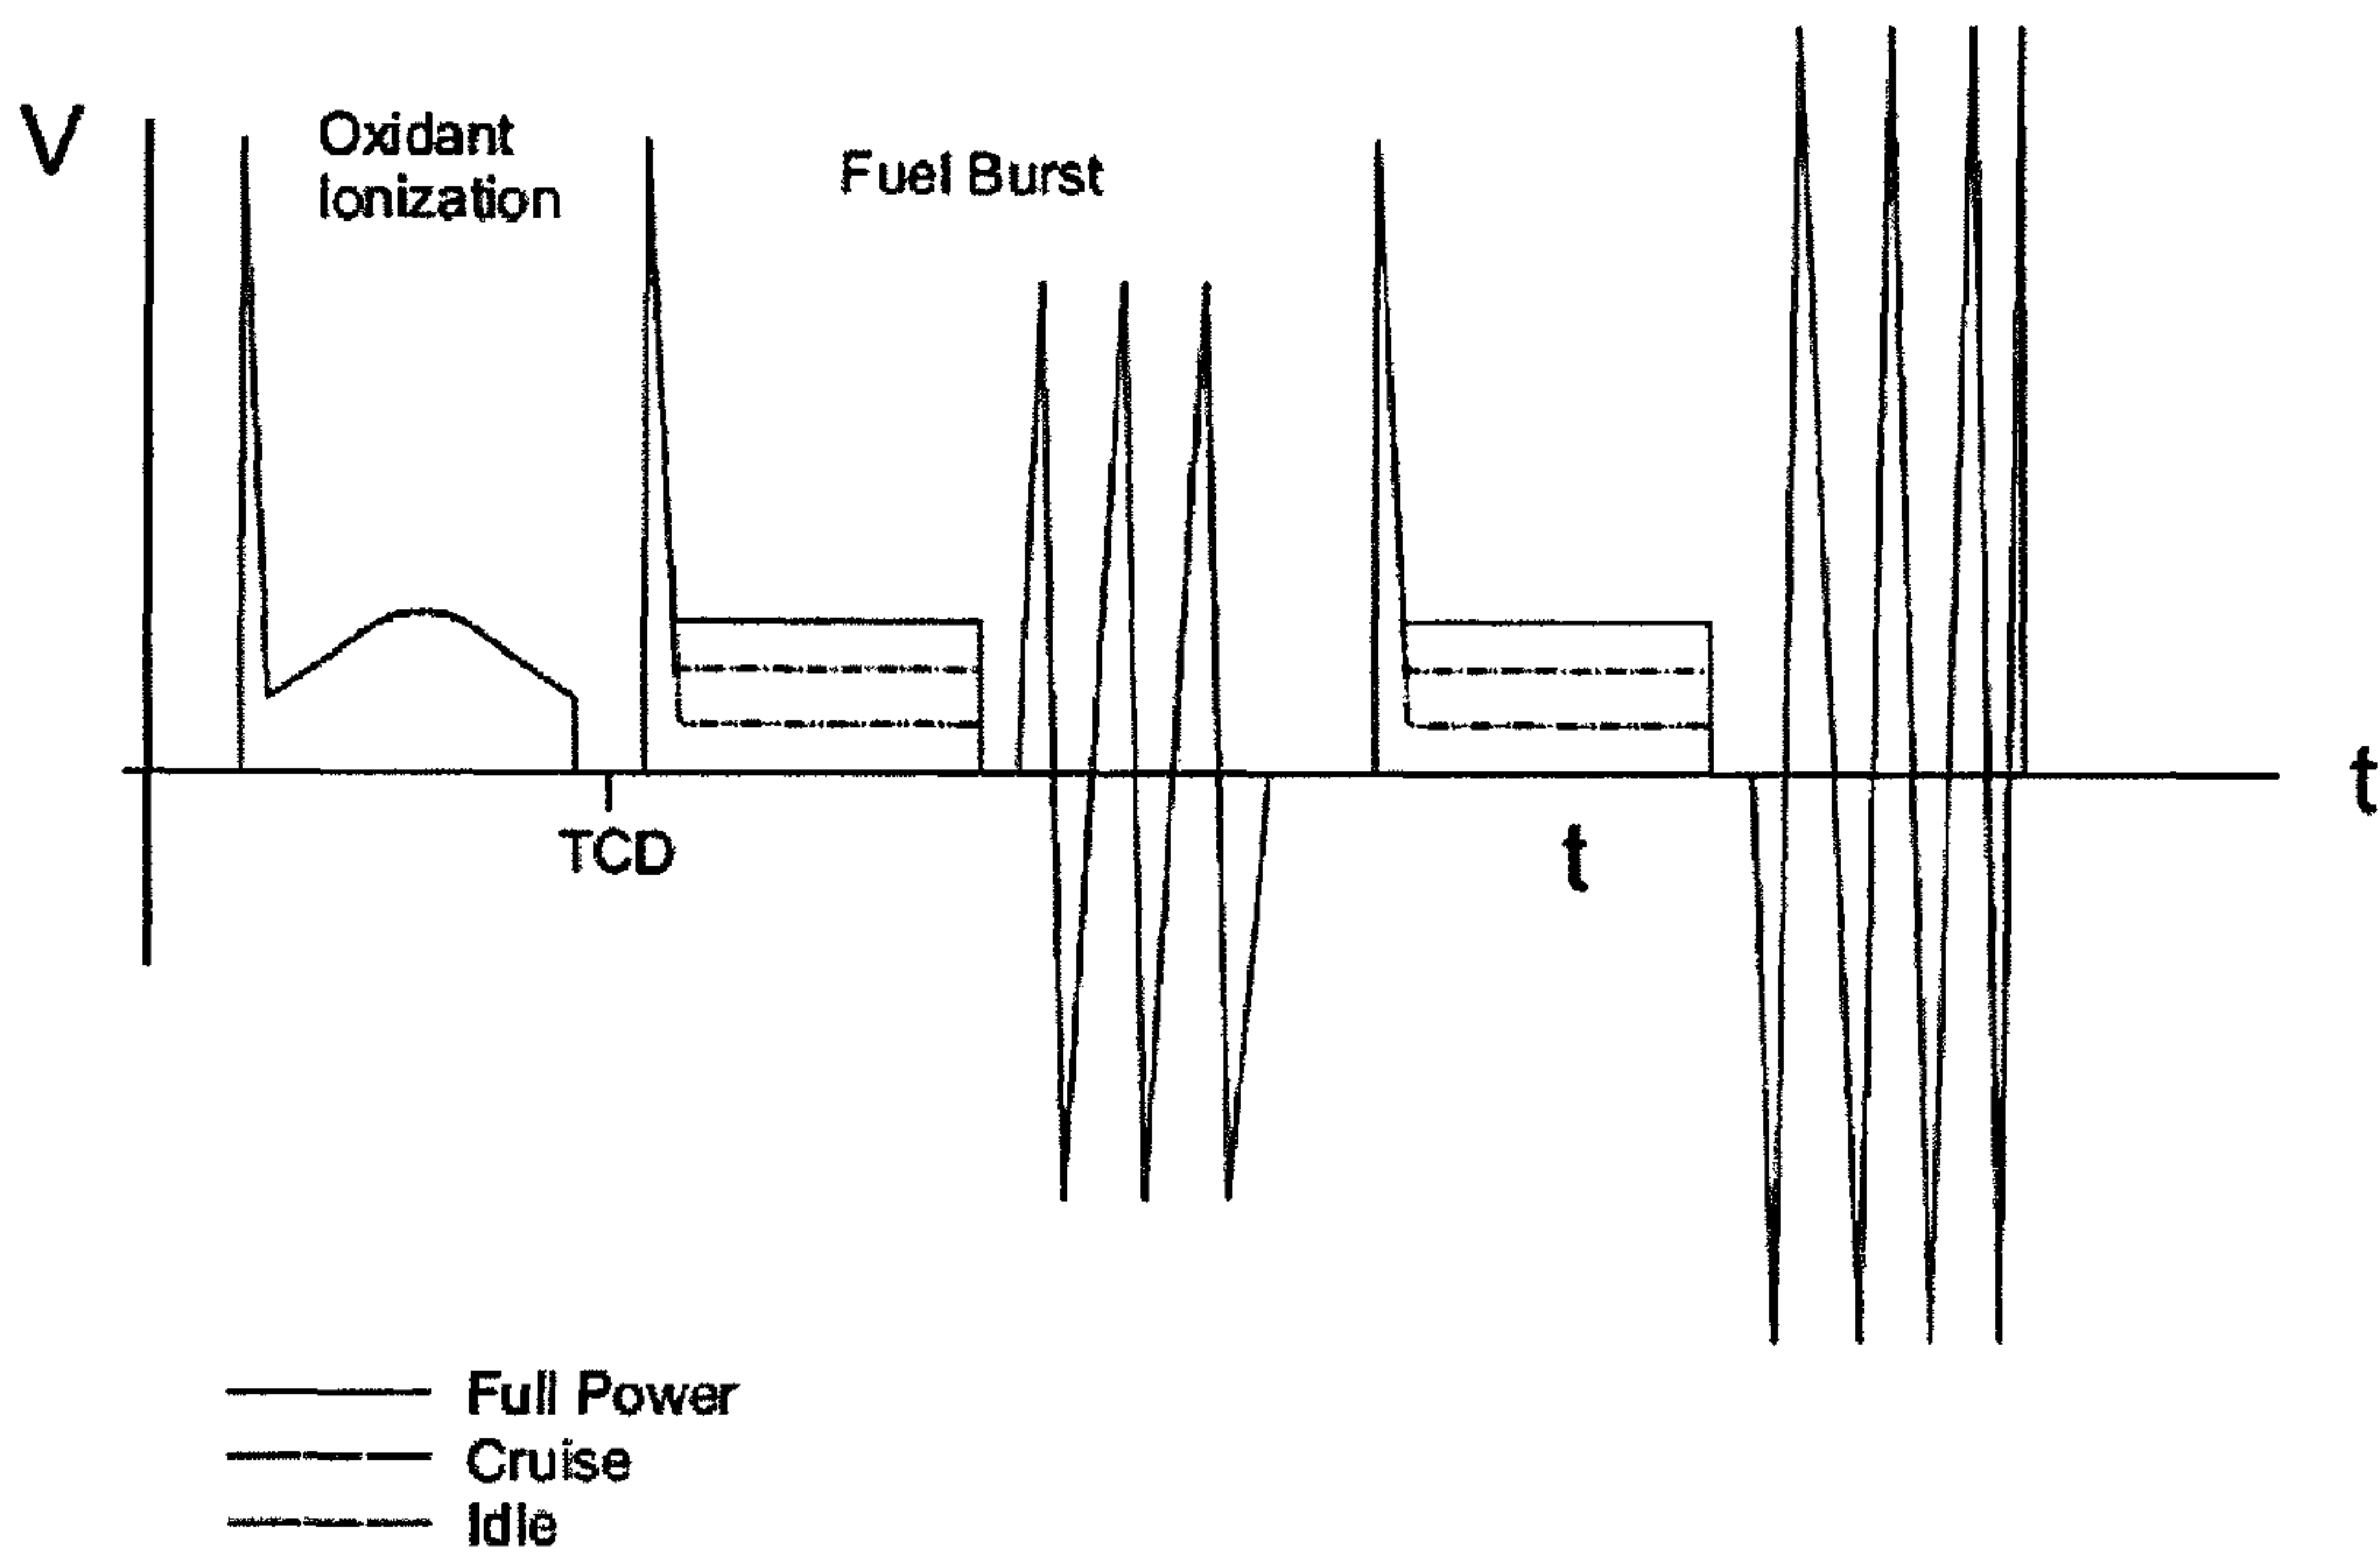 V
Oxidant
Ionization
Fuel Burst
t
TCD
t
Full Power
Cruise
Idle